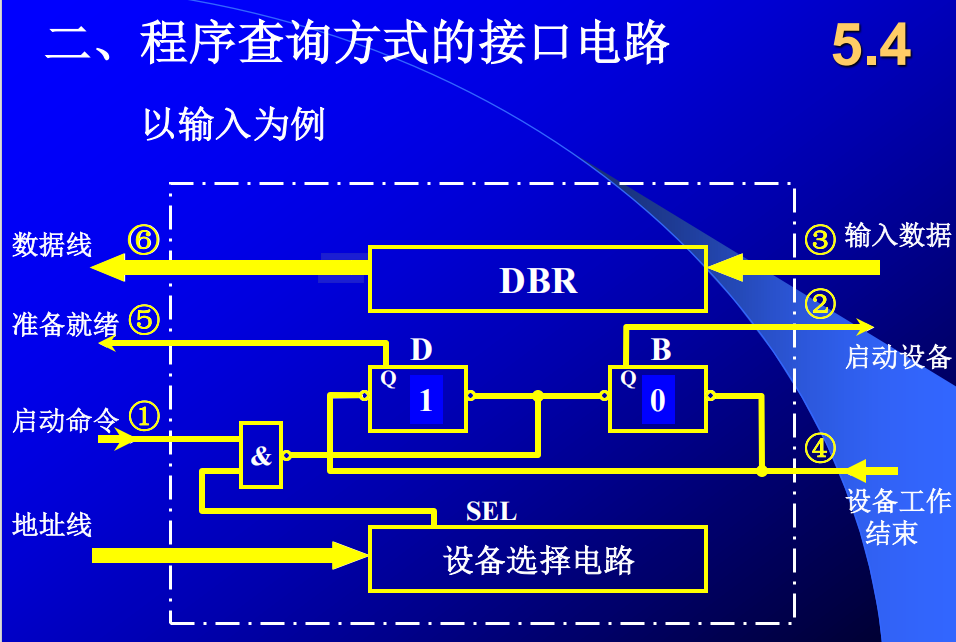 二、程序查询方式的接口电路
5.4
以输入为例
数据线
⑥
DBR
③
输入数据
准备就绪
⑤
②
启动设备
D
B
Q
1
Q
0
启动命令
①
&
④
设备工作
结束
地址线
SEL
设备选择电路